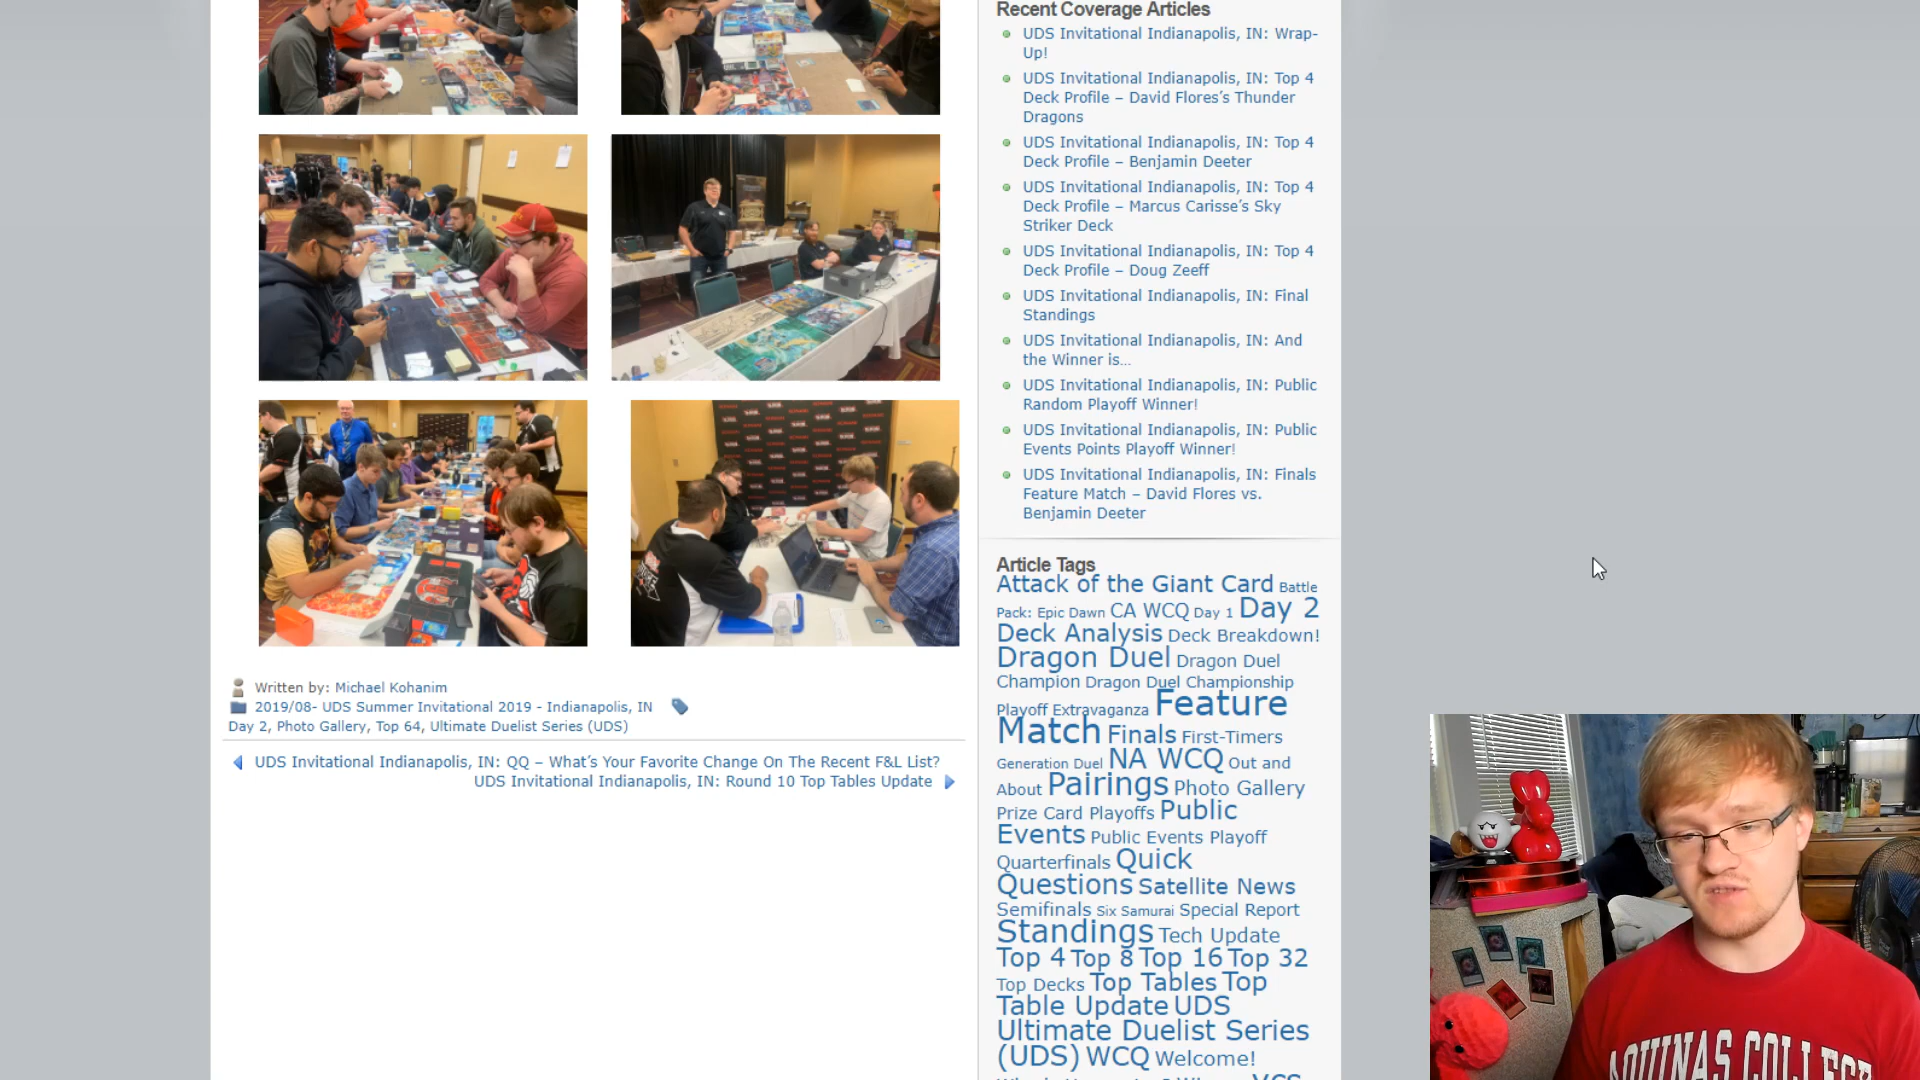 Recent Coverage Articles
UDS Invitational Indianapolis, IN: Wrap-
Up!
UDS Invitational Indianapolis, IN: Top 4
Deck Profile – David Flores’s Thunder
Dragons
UDS Invitational Indianapolis, IN: Top 4
Deck Profile – Benjamin Deeter
UDS Invitational Indianapolis, IN: Top 4
Deck Profile – Marcus Carisse’s Sky
Striker Deck
UDS Invitational Indianapolis, IN: Top 4
Deck Profile – Doug Zeeff
UDS Invitational Indianapolis, IN: Final
Standings
UDS Invitational Indianapolis, IN: And
the Winner is…
UDS Invitational Indianapolis, IN: Public
Random Playoff Winner!
UDS Invitational Indianapolis, IN: Public
Events Points Playoff Winner!
UDS Invitational Indianapolis, IN: Finals
Feature Match – David Flores vs.
Benjamin Deeter
Article Tags
Attack of the Giant Card Battle
Pack: Epic Dawn CA WCQ Day 1 Day 2
Deck Analysis Deck Breakdown!
Dragon Duel Dragon Duel
Champion Dragon Duel Championship
Playoff Extravaganza Feature
Match Finals First-Timers
Generation Duel NA WCQ Out and
About Pairings Photo Gallery
Prize Card Playoffs Public
Events Public Events Playoff
Quarterfinals Quick
Questions Satellite News
Semifinals Six Samurai Special Report
Standings Tech Update
Top 4 Top 8 Top 16 Top 32
Top Decks Top Tables Top
Table Update UDS
Ultimate Duelist Series
(UDS) WCQ Welcome!
Written by: Michael Kohanim
2019/08- UDS Summer Invitational 2019 - Indianapolis, IN
Day 2, Photo Gallery, Top 64, Ultimate Duelist Series (UDS)
UDS Invitational Indianapolis, IN: QQ – What’s Your Favorite Change On The Recent F&L List?
UDS Invitational Indianapolis, IN: Round 10 Top Tables Update
AQUINAS COLLEGE